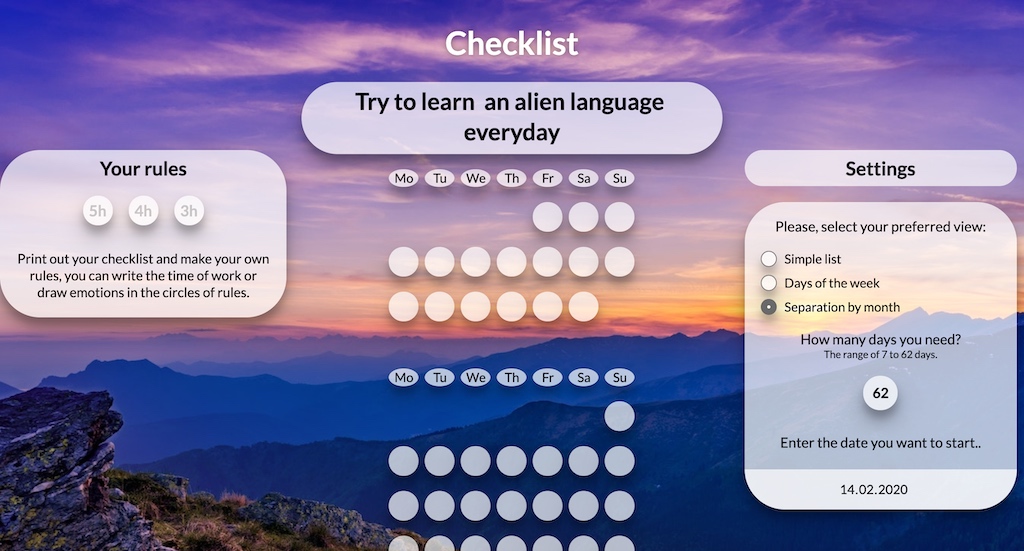 Checklist
Try to learn an alien language
everyday
Your rules
5h 4h 3h
Print out your checklist and make your own
rules, you can write the time of work or
draw emotions in the circles of rules.
Mo Tu We Th Fr Sa Su
Mo Tu We Th Fr Sa Su
Settings
Please, select your preferred view:
Simple list
Days of the week
Separation by month
How many days you need?
The range of 7 to 62 days.
62
Enter the date you want to start..
14.02.2020